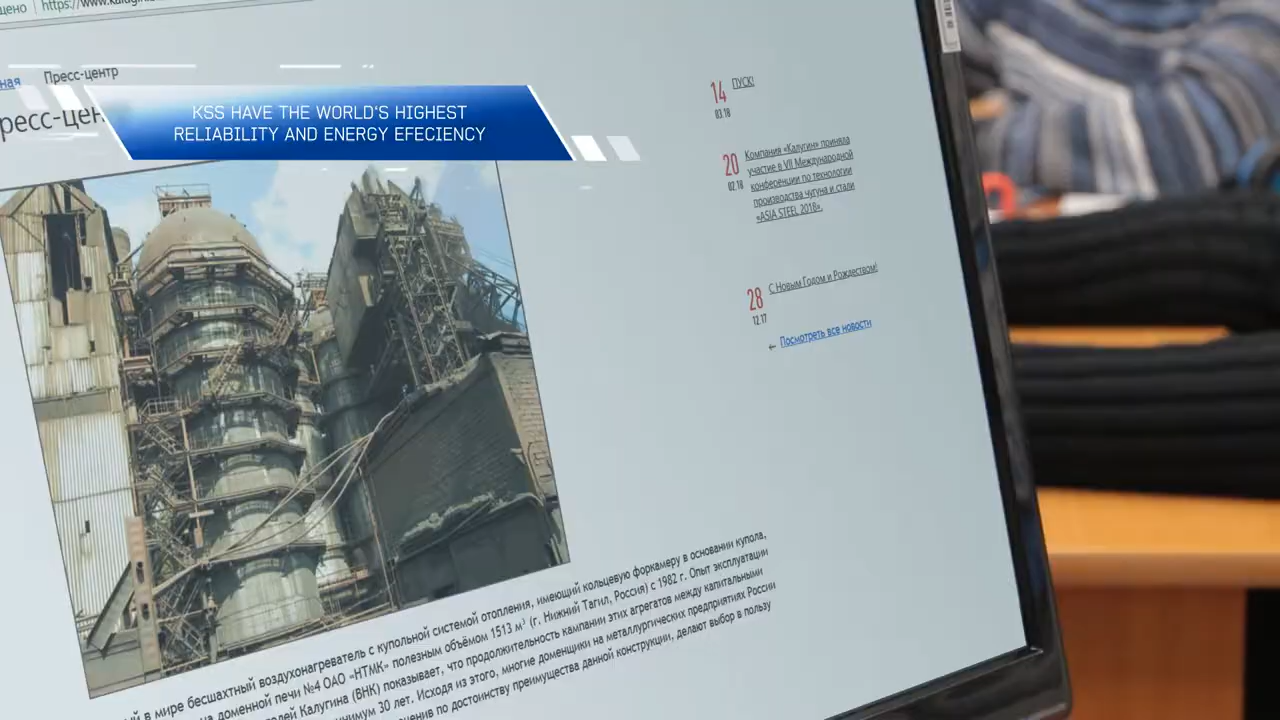 https://www.kalugin
ная Пресс-центр
ресс-цен
KSS HAVE THE WORLD'S HIGHEST
RELIABILITY AND ENERGY EFECIENCY
14 ПУСК!
03.18
20 Компания «Калугин» приняла
02.18 участие в VII Международной
конференции по технологии
производства чугуна и стали
«ASIA STEEL 2018».
28 С Новым Годом и Рождеством!
12.17
← Посмотреть все новости
в мире бесшахтный воздухонагреватель с купольной системой отопления, имеющий кольцевую форкамеру в основании купола,
на доменной печи №4 ОАО «НТМК» полезным объёмом 1513 м³ (г. Нижний Тагил, Россия) с 1982 г. Опыт эксплуатации
Калугина (ВНК) показывает, что продолжительность кампании этих агрегатов между капитальными
30 лет. Исходя из этого, многие доменщики на металлургических предприятиях России
по достоинству преимущества данной конструкции, делают выбор в пользу